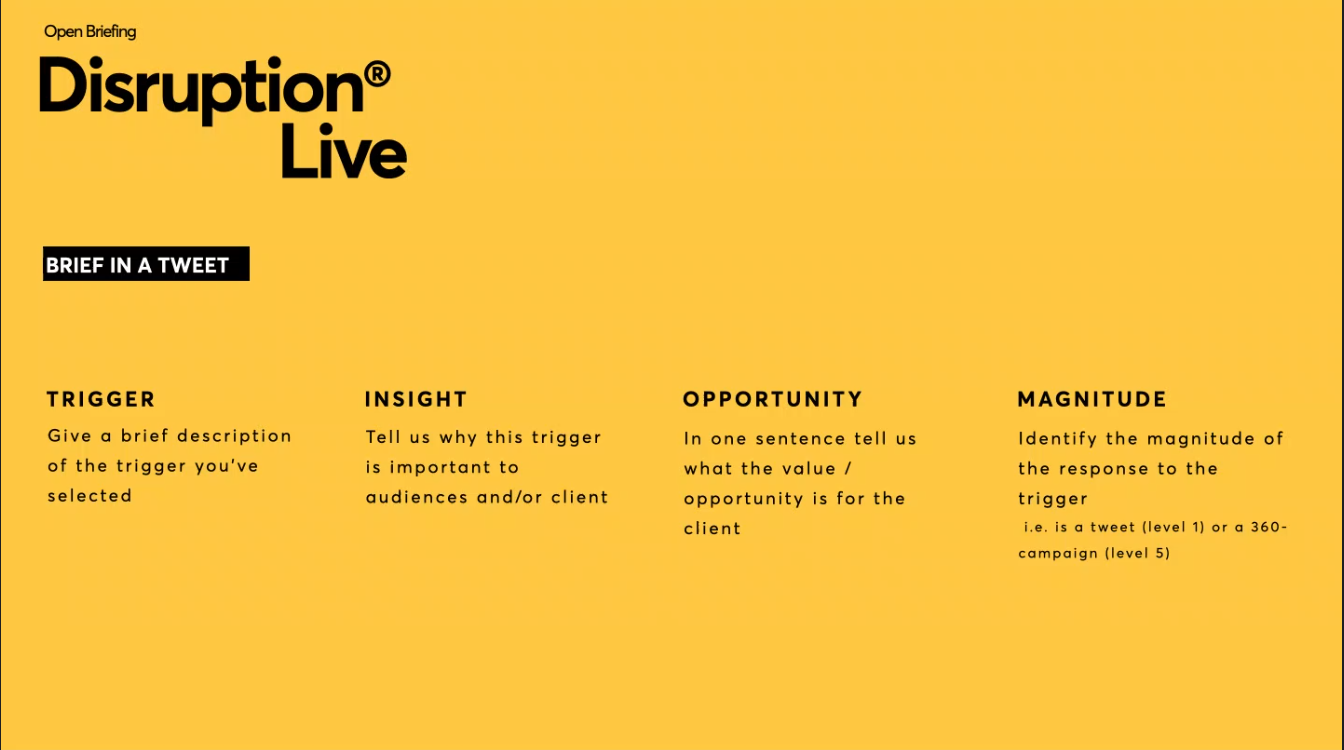 Open Briefing
Disruption®
Live
BRIEF IN A TWEET
TRIGGER
Give a brief description
of the trigger you've
selected
INSIGHT
Tell us why this trigger
is important to
audiences and/or client
OPPORTUNITY
In one sentence tell us
what the value /
opportunity is for the
client
MAGNITUDE
Identify the magnitude of
the response to the
trigger
i.e. is a tweet (level 1) or a 360-
campaign (level 5)